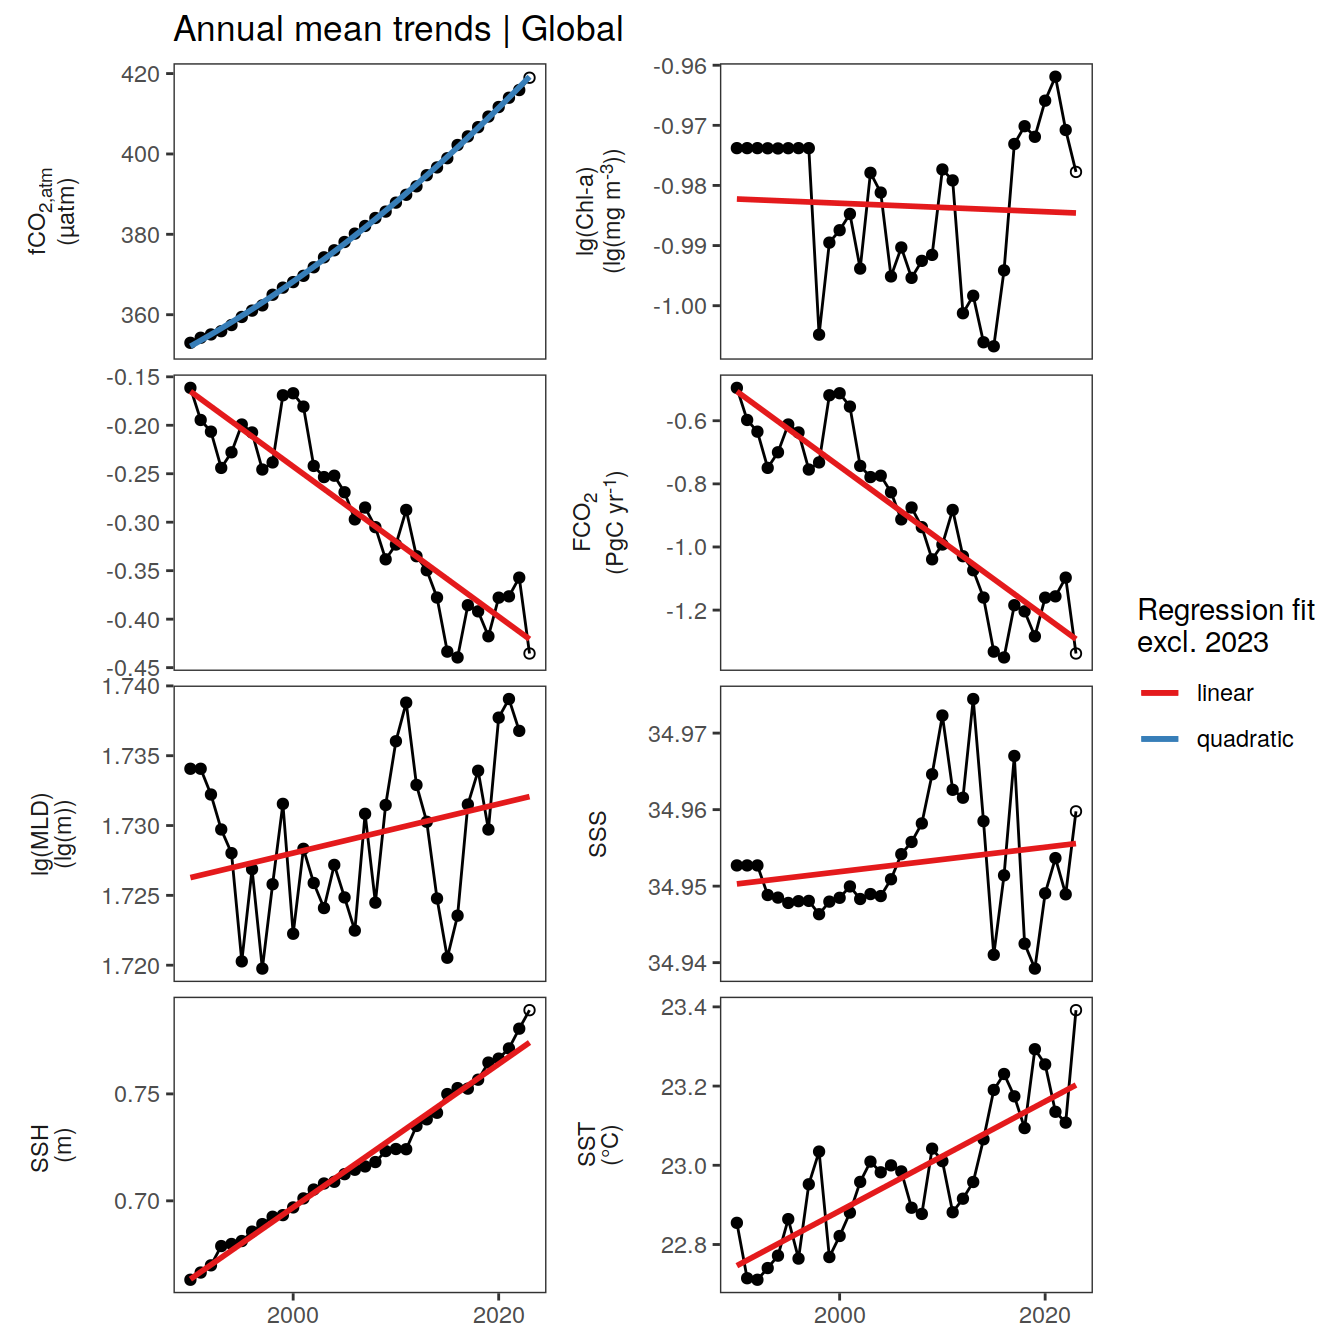 Annual mean trends | Global
420
400
380
360
fCO2,atm
(µatm)
-0.96
-0.97
-0.98
-0.99
-1.00
lg(Chl-a)
(lg(mg m-3))
-0.15
-0.20
-0.25
-0.30
-0.35
-0.40
-0.45
-0.6
-0.8
-1.0
-1.2
FCO2
(PgC yr-1)
1.740
1.735
1.730
1.725
1.720
lg(MLD)
(lg(m))
34.97
34.96
34.95
34.94
SSS
0.75
0.70
SSH
(m)
23.4
23.2
23.0
22.8
SST
(°C)
2000
2020
2000
2020
Regression fit
excl. 2023
linear
quadratic